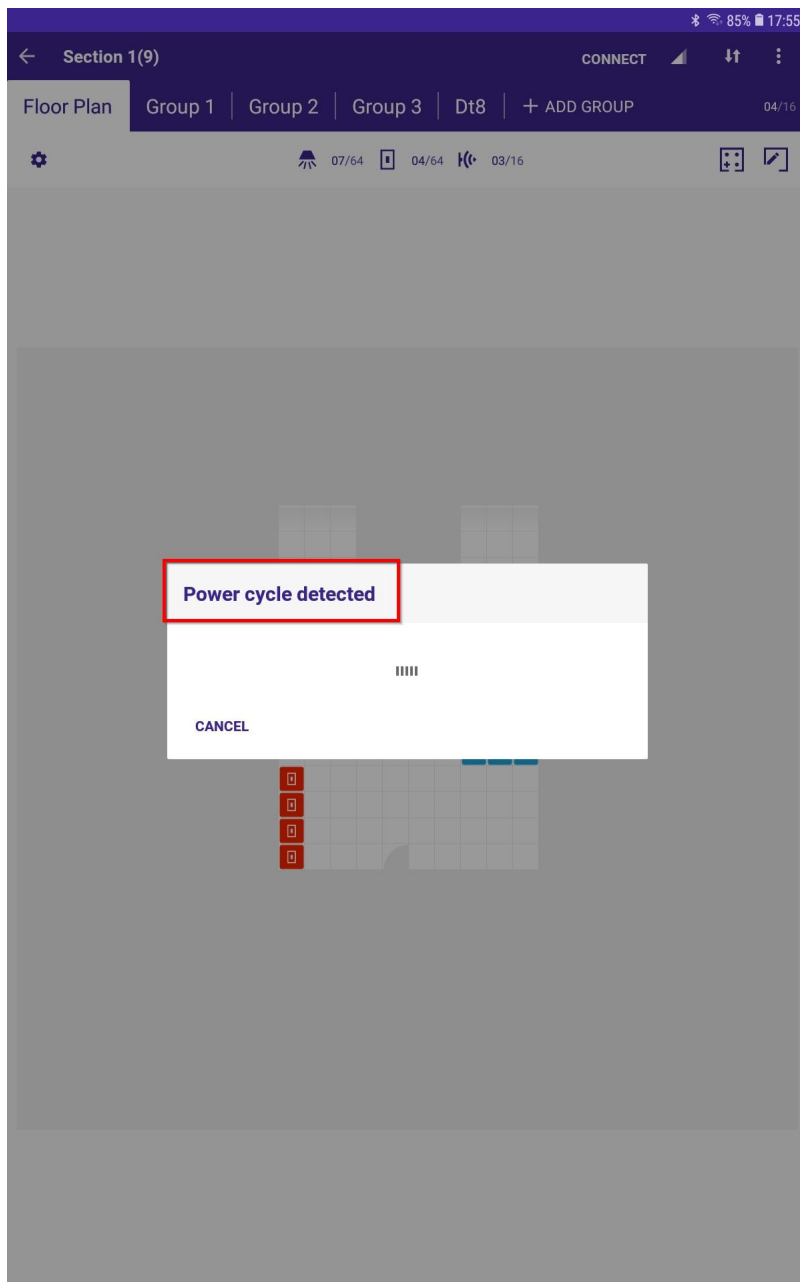 85% 17:55
Section 1(9) CONNECT
Floor Plan Group 1 Group 2 Group 3 Dt8 + ADD GROUP 04/16
07/64 04/64 03/16
Power cycle detected
CANCEL